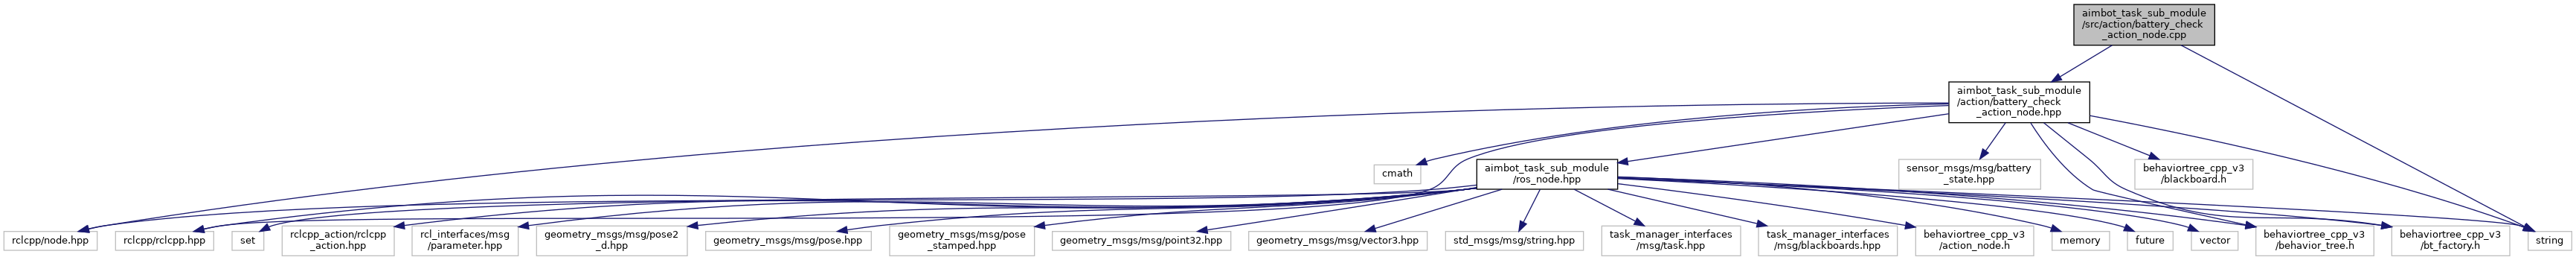 aimbot_task_sub_module
/src/action/battery_check
_action_node.cpp
aimbot_task_sub_module
/action/battery_check
_action_node.hpp
cmath
aimbot_task_sub_module
/ros_node.hpp
sensor_msgs/msg/battery
_state.hpp
behaviortree_cpp_v3
/blackboard.h
rclcpp/node.hpp
rclcpp/rclcpp.hpp
set
rclcpp_action/rclcpp
_action.hpp
rcl_interfaces/msg
/parameter.hpp
geometry_msgs/msg/pose2
_d.hpp
geometry_msgs/msg/pose.hpp
geometry_msgs/msg/pose
_stamped.hpp
geometry_msgs/msg/point32.hpp
geometry_msgs/msg/vector3.hpp
std_msgs/msg/string.hpp
task_manager_interfaces
/msg/task.hpp
task_manager_interfaces
/msg/blackboards.hpp
behaviortree_cpp_v3
/action_node.h
memory
future
vector
behaviortree_cpp_v3
/behavior_tree.h
behaviortree_cpp_v3
/bt_factory.h
string